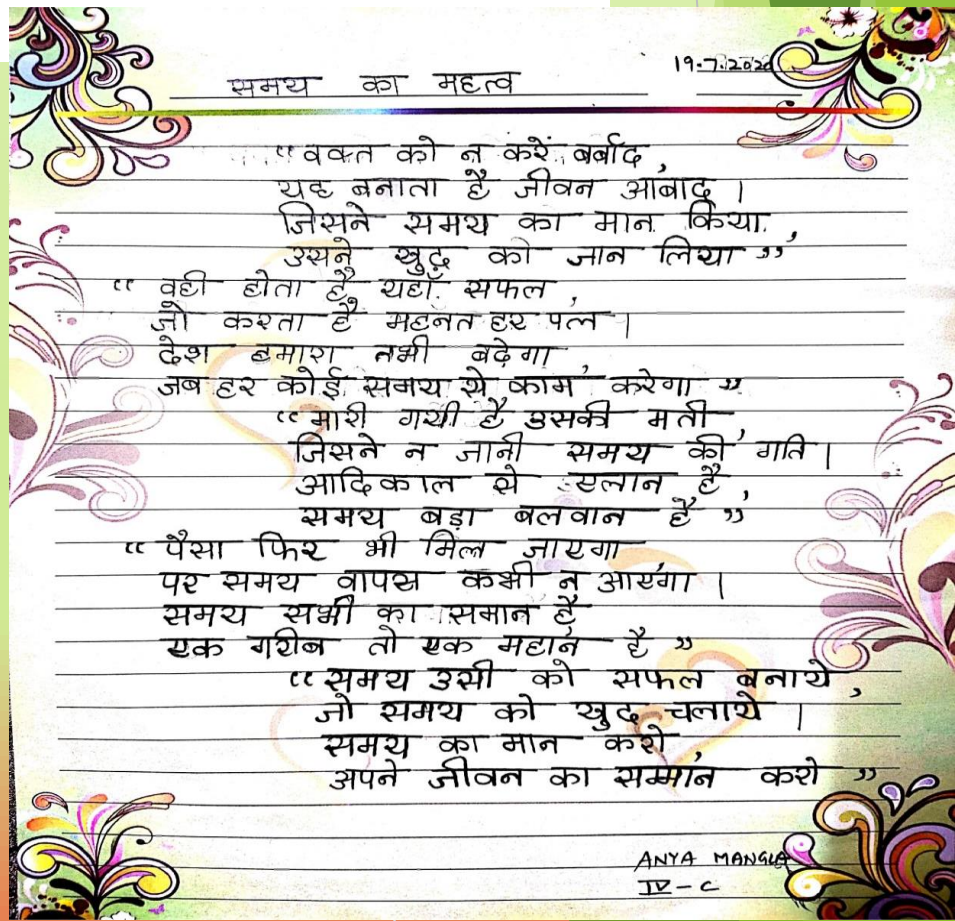 19.7.2020
समय का महत्व
“वक्त को न करें बर्बाद,
यह बनाता है जीवन आबाद।
जिसने समय का मान किया,
उसने खुद को जान लिया”
“वही होता है यहाँ सफल,
जो करता है मेहनत हर पल।
देश हमारा तभी बढ़ेगा,
जब हर कोई समय से काम करेगा”
“मारी गयी है उसकी मती,
जिसने न जानी समय की गति।
आदिकाल से एलान है,
समय बड़ा बलवान है”
“पैसा फिर भी मिल जाएगा
पर समय वापस कभी न आएगा।
समय सभी का समान है
एक गरीब तो एक महान है”
“समय उसी को सफल बनाये,
जो समय को खुद चलाये।
समय का मान करो,
अपने जीवन का सम्मान करो”
ANYA MANGLA
IV-C